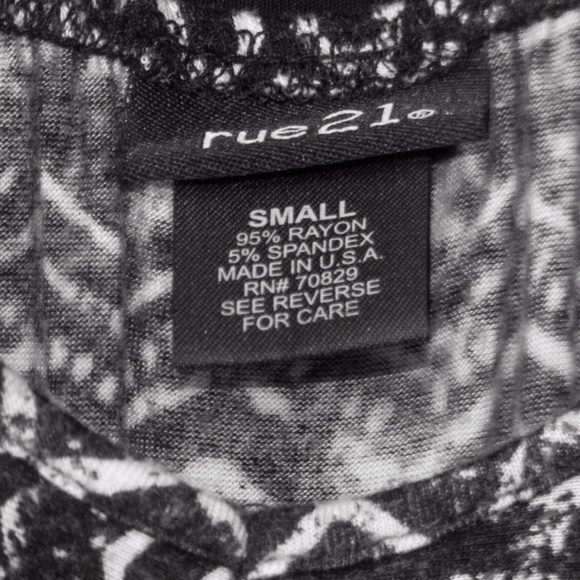 rue21®
SMALL
95% RAYON
5% SPANDEX
MADE IN U.S.A.
RN# 70829
SEE REVERSE
FOR CARE